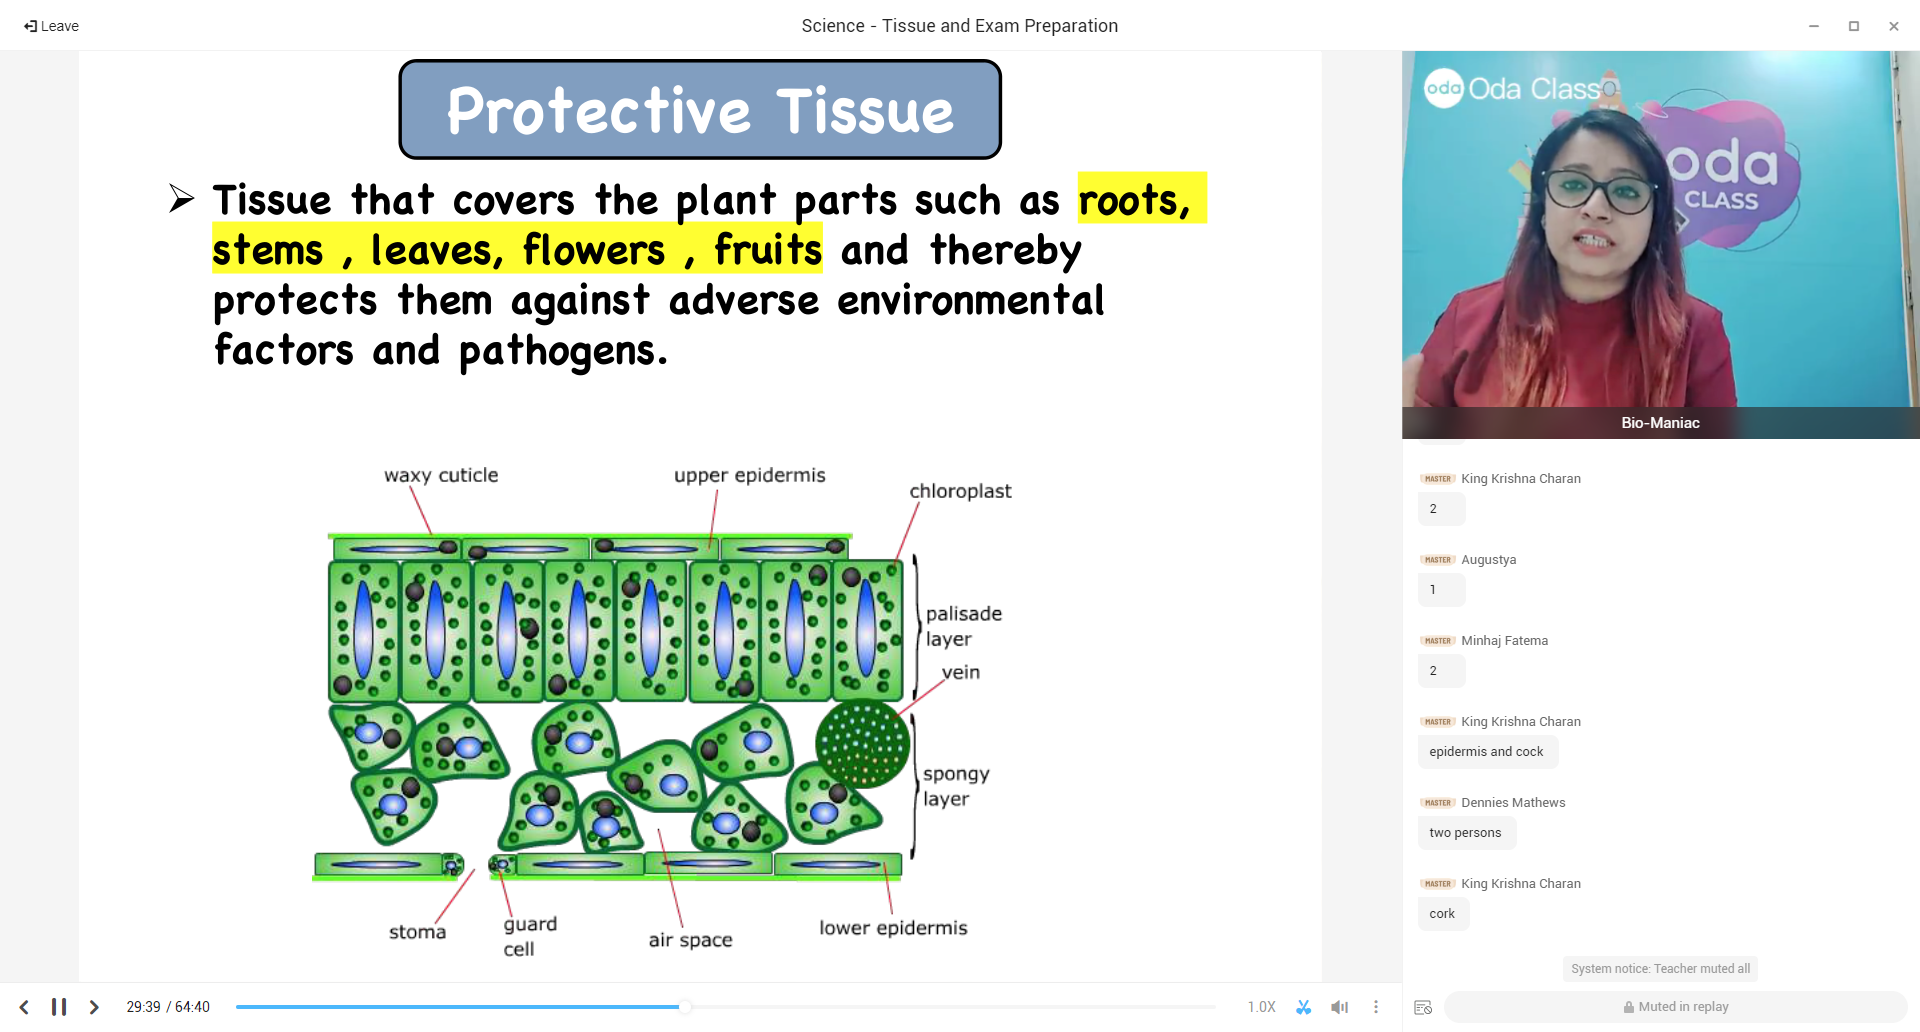 Leave
Science - Tissue and Exam Preparation
Protective Tissue
Tissue that covers the plant parts such as roots,
stems , leaves, flowers , fruits and thereby
protects them against adverse environmental
factors and pathogens.
waxy cuticle
upper epidermis
chloroplast
palisade
layer
vein
spongy
layer
stoma
guard
cell
air space
lower epidermis
29:39 / 64:40
1.0X
oda Oda Class
oda
CLASS
Bio-Maniac
MASTER King Krishna Charan
2
MASTER Augustya
1
MASTER Minhaj Fatema
2
MASTER King Krishna Charan
epidermis and cock
MASTER Dennies Mathews
two persons
MASTER King Krishna Charan
cork
System notice: Teacher muted all
Muted in replay